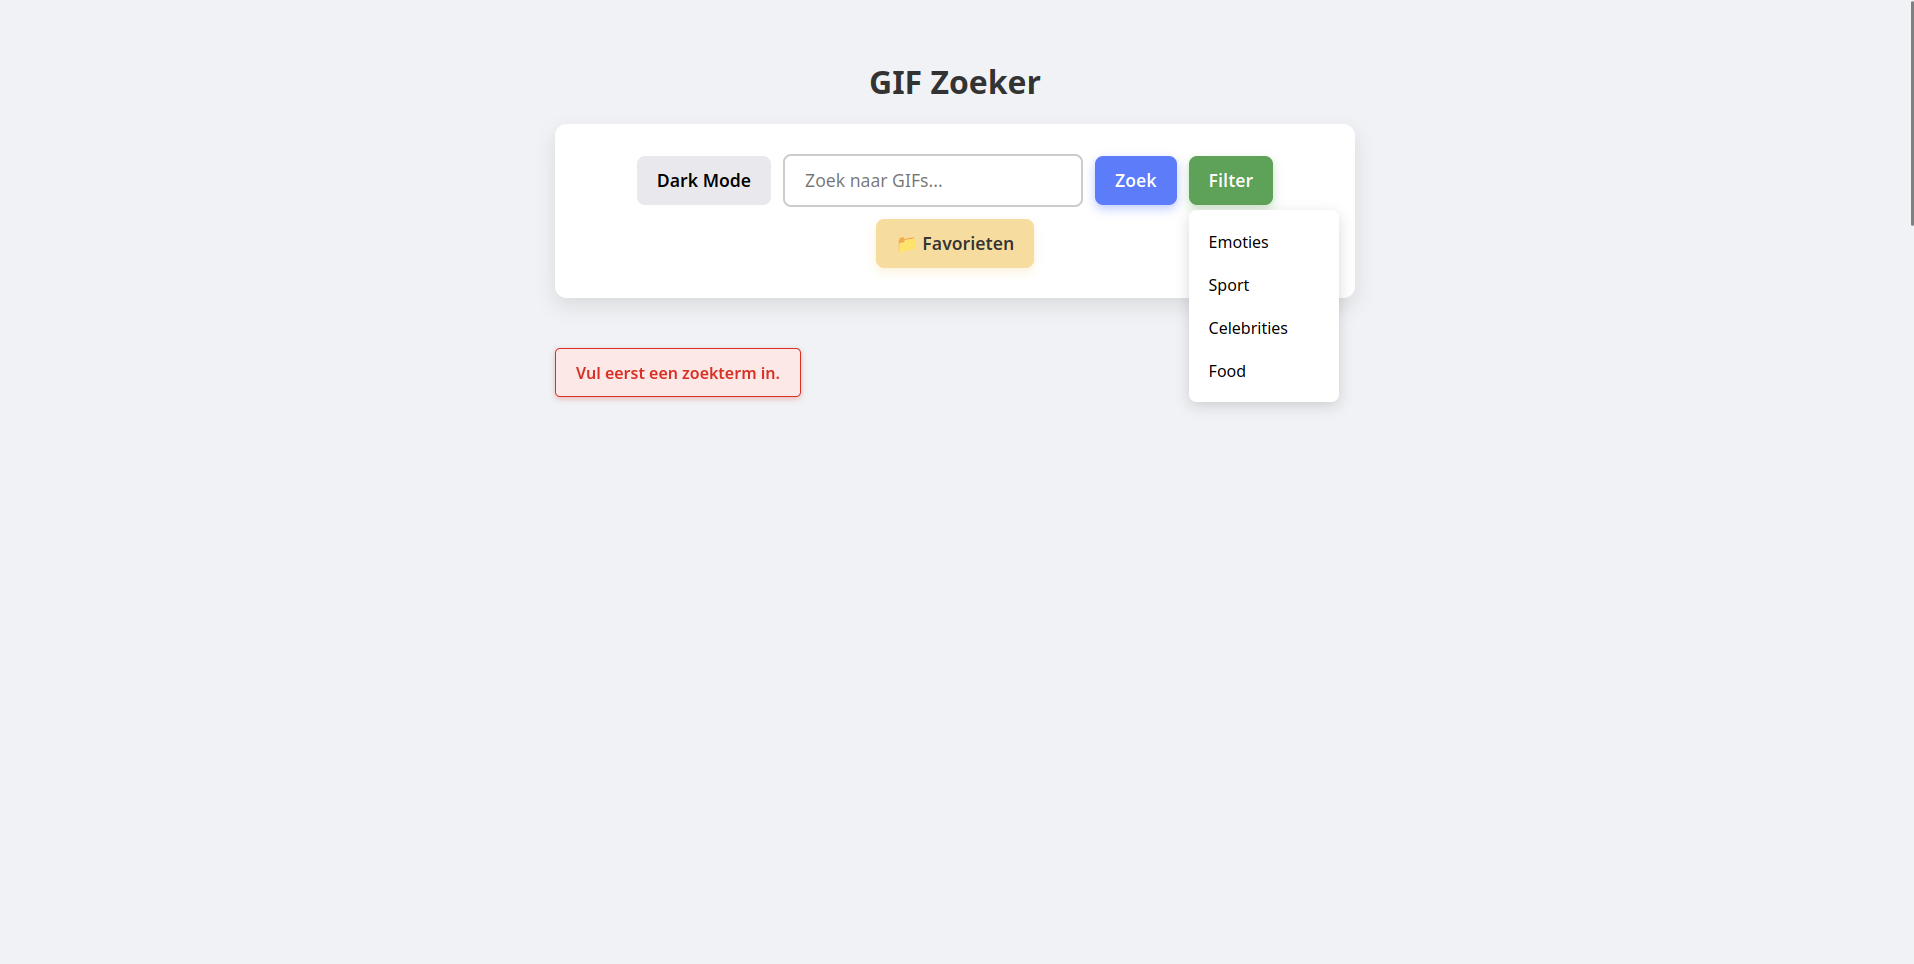 GIF Zoeker
Dark Mode
Zoek naar GIFs...
Zoek
Filter
📁 Favorieten
Emoties
Sport
Celebrities
Food
Vul eerst een zoekterm in.